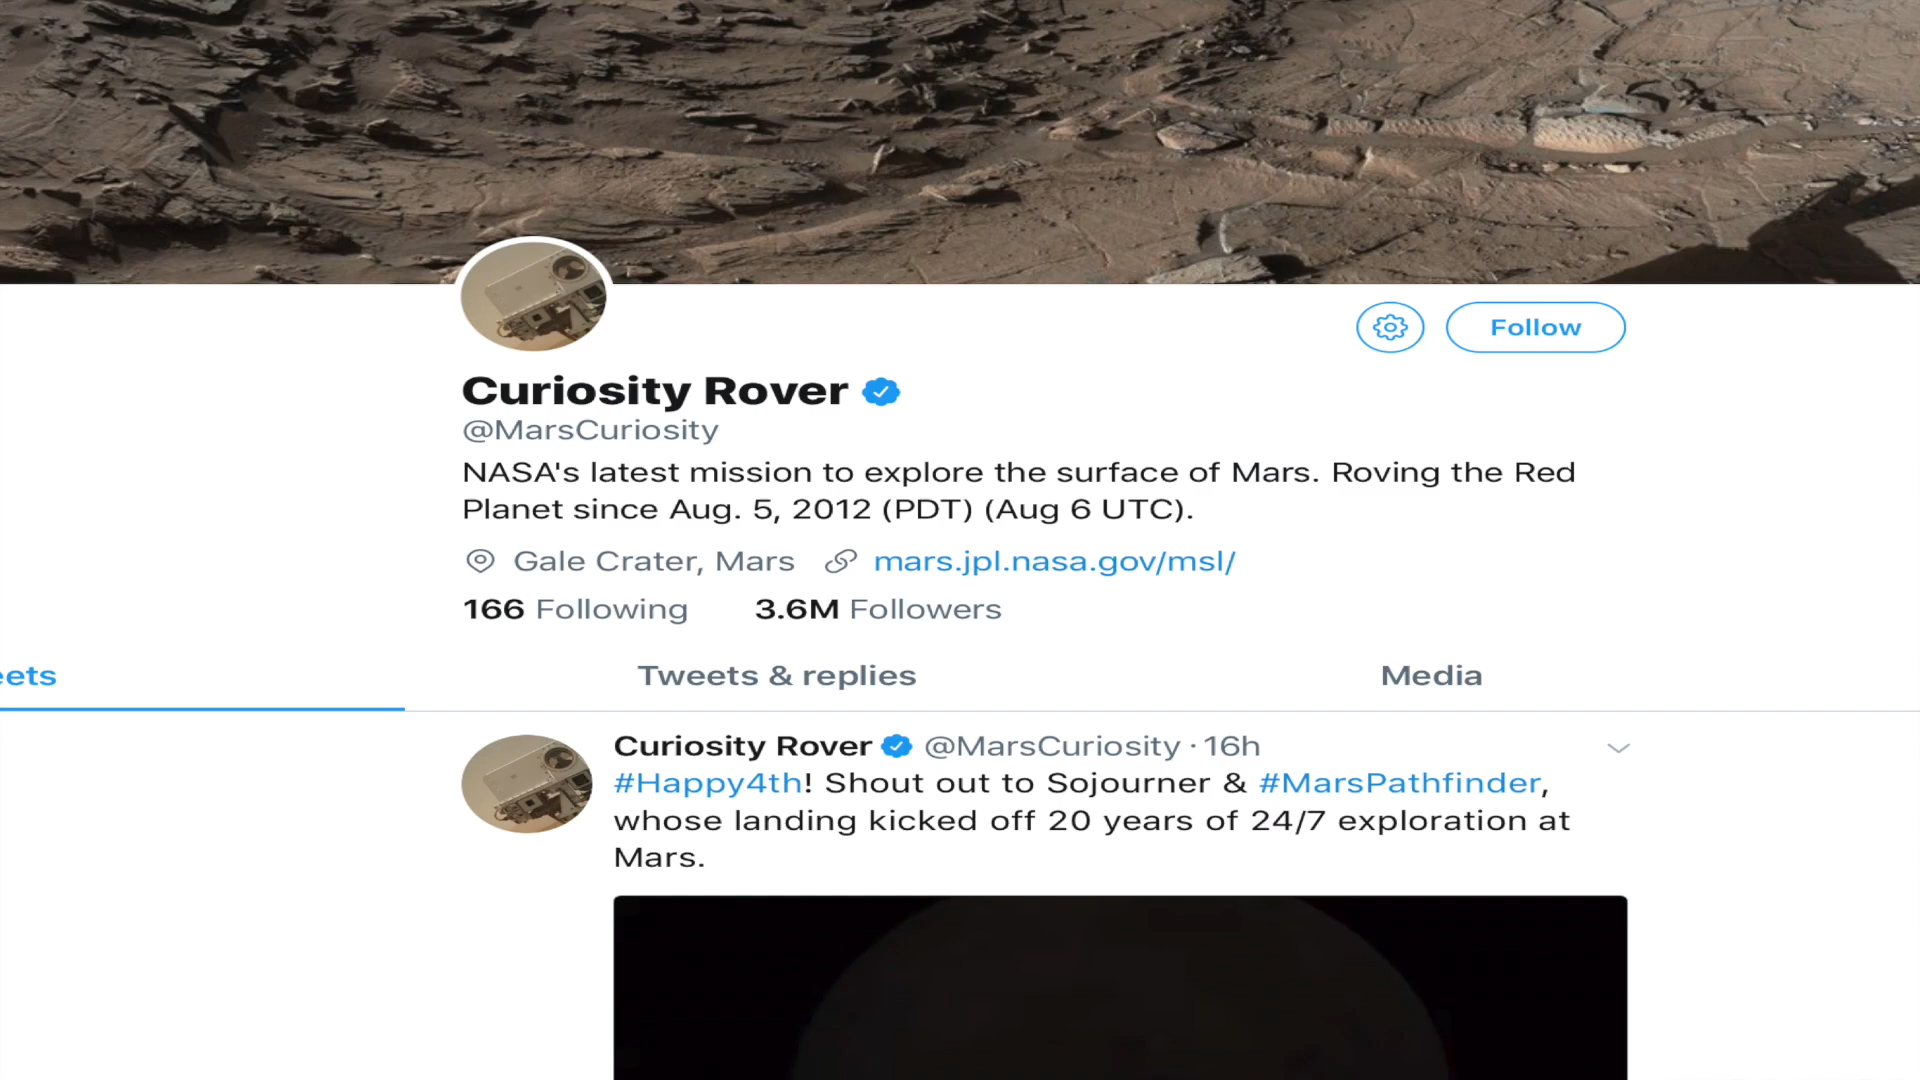 Follow
Curiosity Rover
@MarsCuriosity
NASA's latest mission to explore the surface of Mars. Roving the Red
Planet since Aug. 5, 2012 (PDT) (Aug 6 UTC).
Gale Crater, Mars mars.jpl.nasa.gov/msl/
166 Following 3.6M Followers
eets Tweets & replies Media
Curiosity Rover @MarsCuriosity · 16h
#Happy4th! Shout out to Sojourner & #MarsPathfinder,
whose landing kicked off 20 years of 24/7 exploration at
Mars.